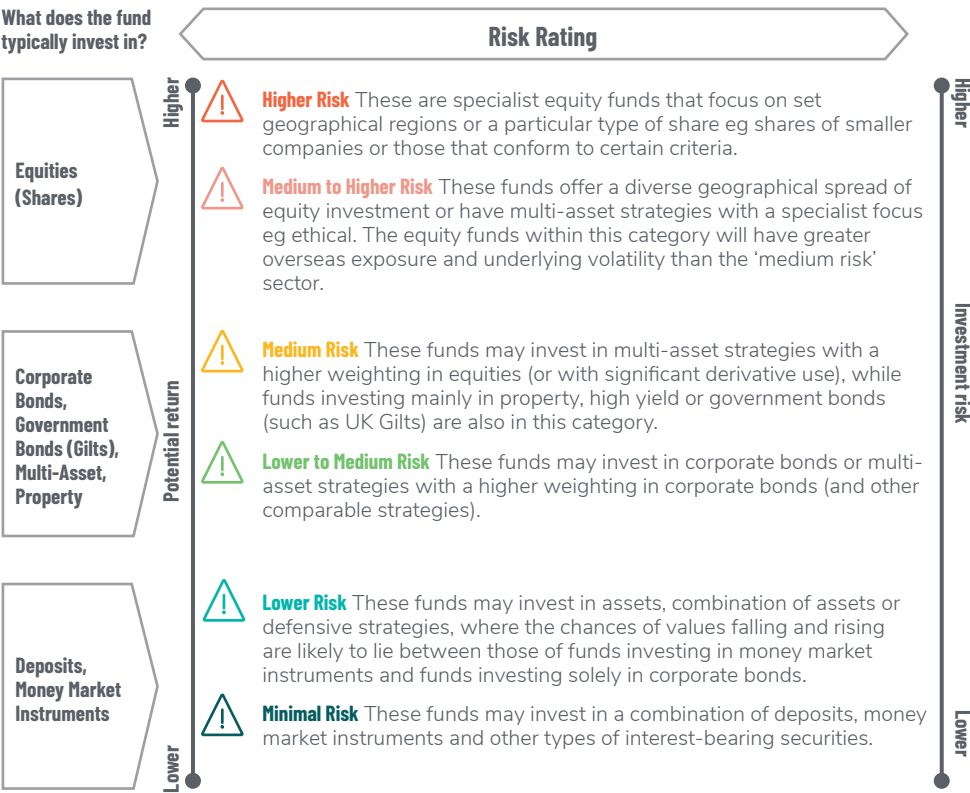 What does the fund
typically invest in?
Risk Rating
Higher
Potential return
Lower
Higher
Investment risk
Lower
Equities
(Shares)
Higher Risk These are specialist equity funds that focus on set
geographical regions or a particular type of share eg shares of smaller
companies or those that conform to certain criteria.
Medium to Higher Risk These funds offer a diverse geographical spread of
equity investment or have multi-asset strategies with a specialist focus
eg ethical. The equity funds within this category will have greater
overseas exposure and underlying volatility than the ‘medium risk’
sector.
Corporate
Bonds,
Government
Bonds (Gilts),
Multi-Asset,
Property
Medium Risk These funds may invest in multi-asset strategies with a
higher weighting in equities (or with significant derivative use), while
funds investing mainly in property, high yield or government bonds
(such as UK Gilts) are also in this category.
Lower to Medium Risk These funds may invest in corporate bonds or multi-
asset strategies with a higher weighting in corporate bonds (and other
comparable strategies).
Deposits,
Money Market
Instruments
Lower Risk These funds may invest in assets, combination of assets or
defensive strategies, where the chances of values falling and rising
are likely to lie between those of funds investing in money market
instruments and funds investing solely in corporate bonds.
Minimal Risk These funds may invest in a combination of deposits, money
market instruments and other types of interest-bearing securities.